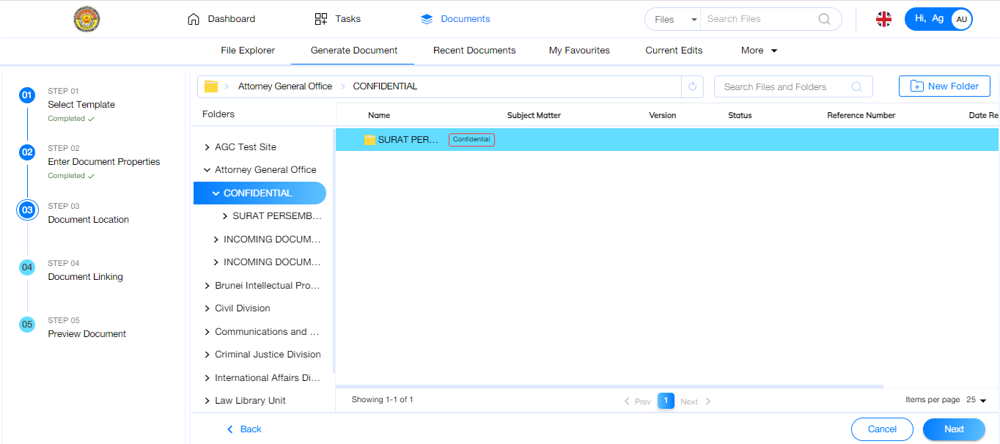 Dashboard
Tasks
Documents
Files
Search Files
Hi, Ag
AU
File Explorer
Generate Document
Recent Documents
My Favourites
Current Edits
More
01
STEP 01
Select Template
Completed
02
STEP 02
Enter Document Properties
Completed
03
STEP 03
Document Location
04
STEP 04
Document Linking
05
STEP 05
Preview Document
Attorney General Office
CONFIDENTIAL
Search Files and Folders
New Folder
Folders
AGC Test Site
Attorney General Office
CONFIDENTIAL
SURAT PERSEMB...
INCOMING DOCUM...
INCOMING DOCUM...
Brunei Intellectual Pro...
Civil Division
Communications and ...
Criminal Justice Division
International Affairs Di...
Law Library Unit
Name
Subject Matter
Version
Status
Reference Number
Date Re
SURAT PER...
Confidential
Showing 1-1 of 1
Prev
1
Next
Items per page
25
Back
Cancel
Next